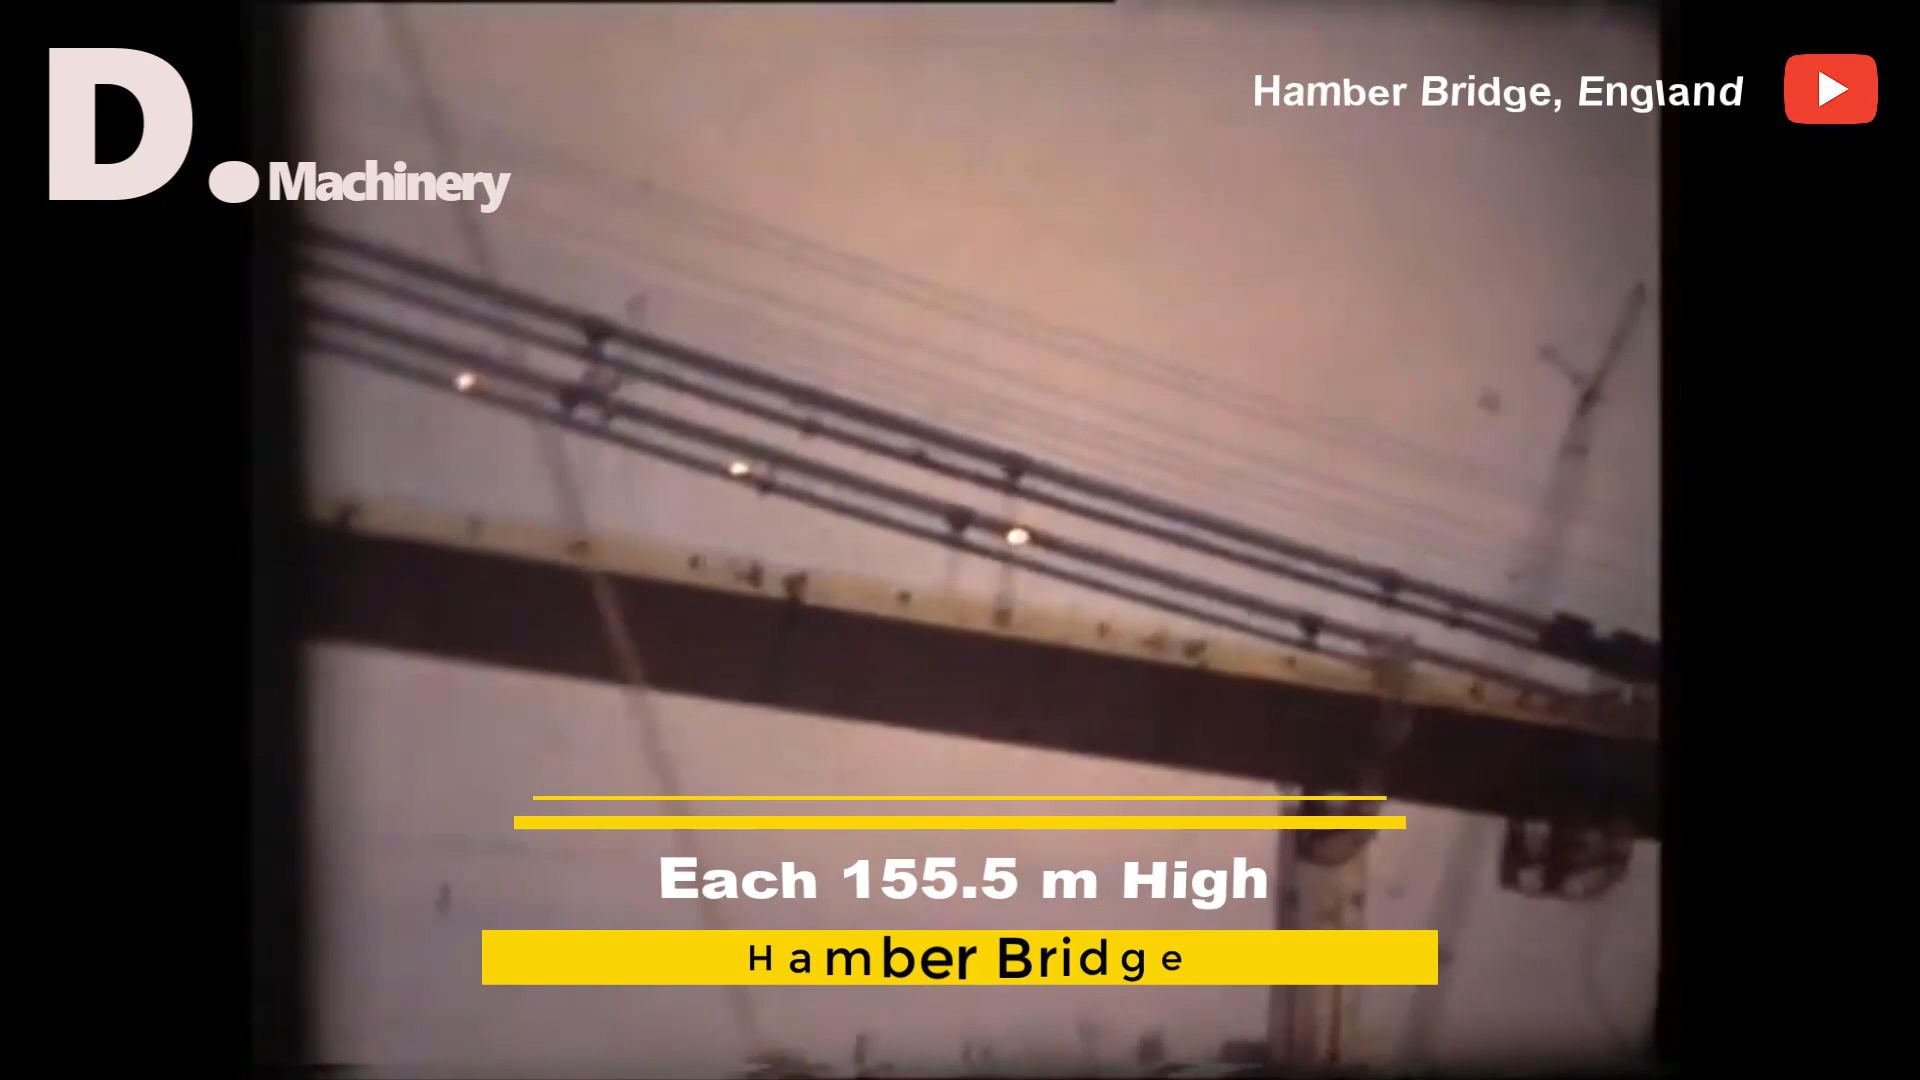 D.Machinery
Hamber Bridge, England
Each 155.5 m High
Hamber Bridge